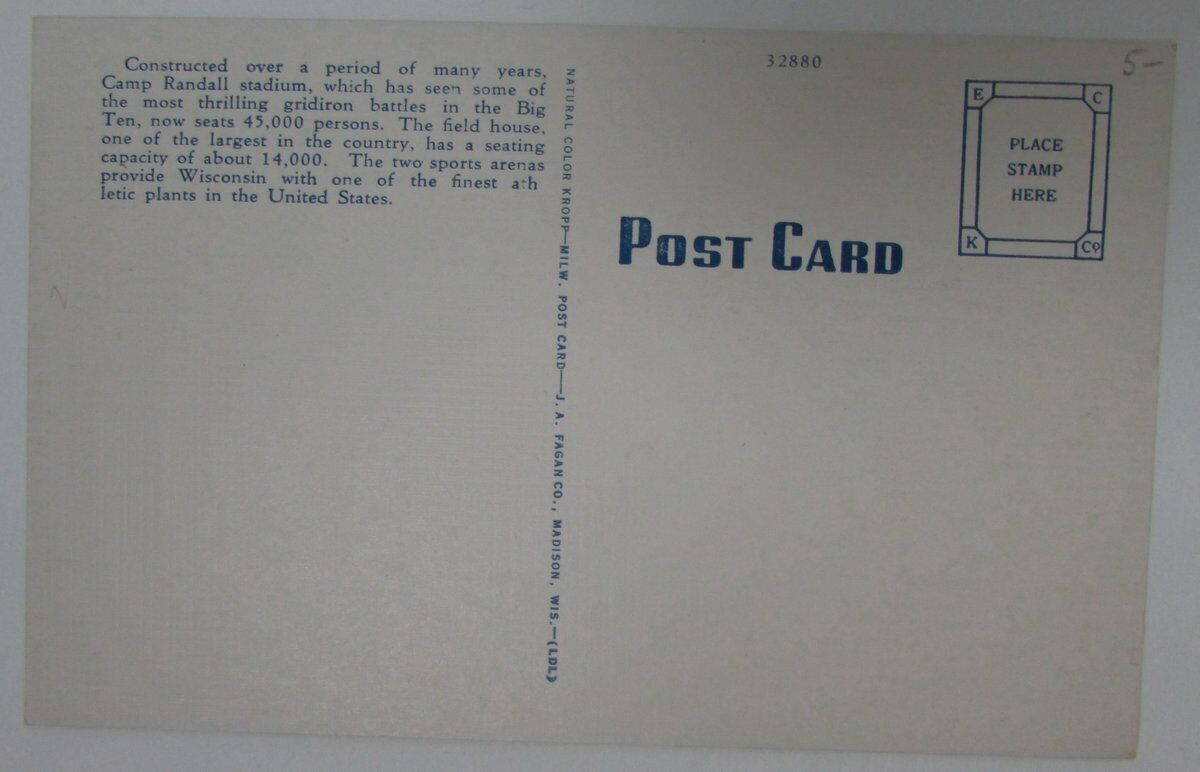 Constructed over a period of many years,
Camp Randall stadium, which has seen some of
the most thrilling gridiron battles in the Big
Ten, now seats 45,000 persons. The field house,
one of the largest in the country, has a seating
capacity of about 14,000. The two sports arenas
provide Wisconsin with one of the finest ath
letic plants in the United States.
NATURAL COLOR KROPP—MILW. POST CARD—J. A. FAGAN CO., MADISON, WIS.—(LDL)
32880
5-
E C
PLACE
STAMP
HERE
K Co
POST CARD